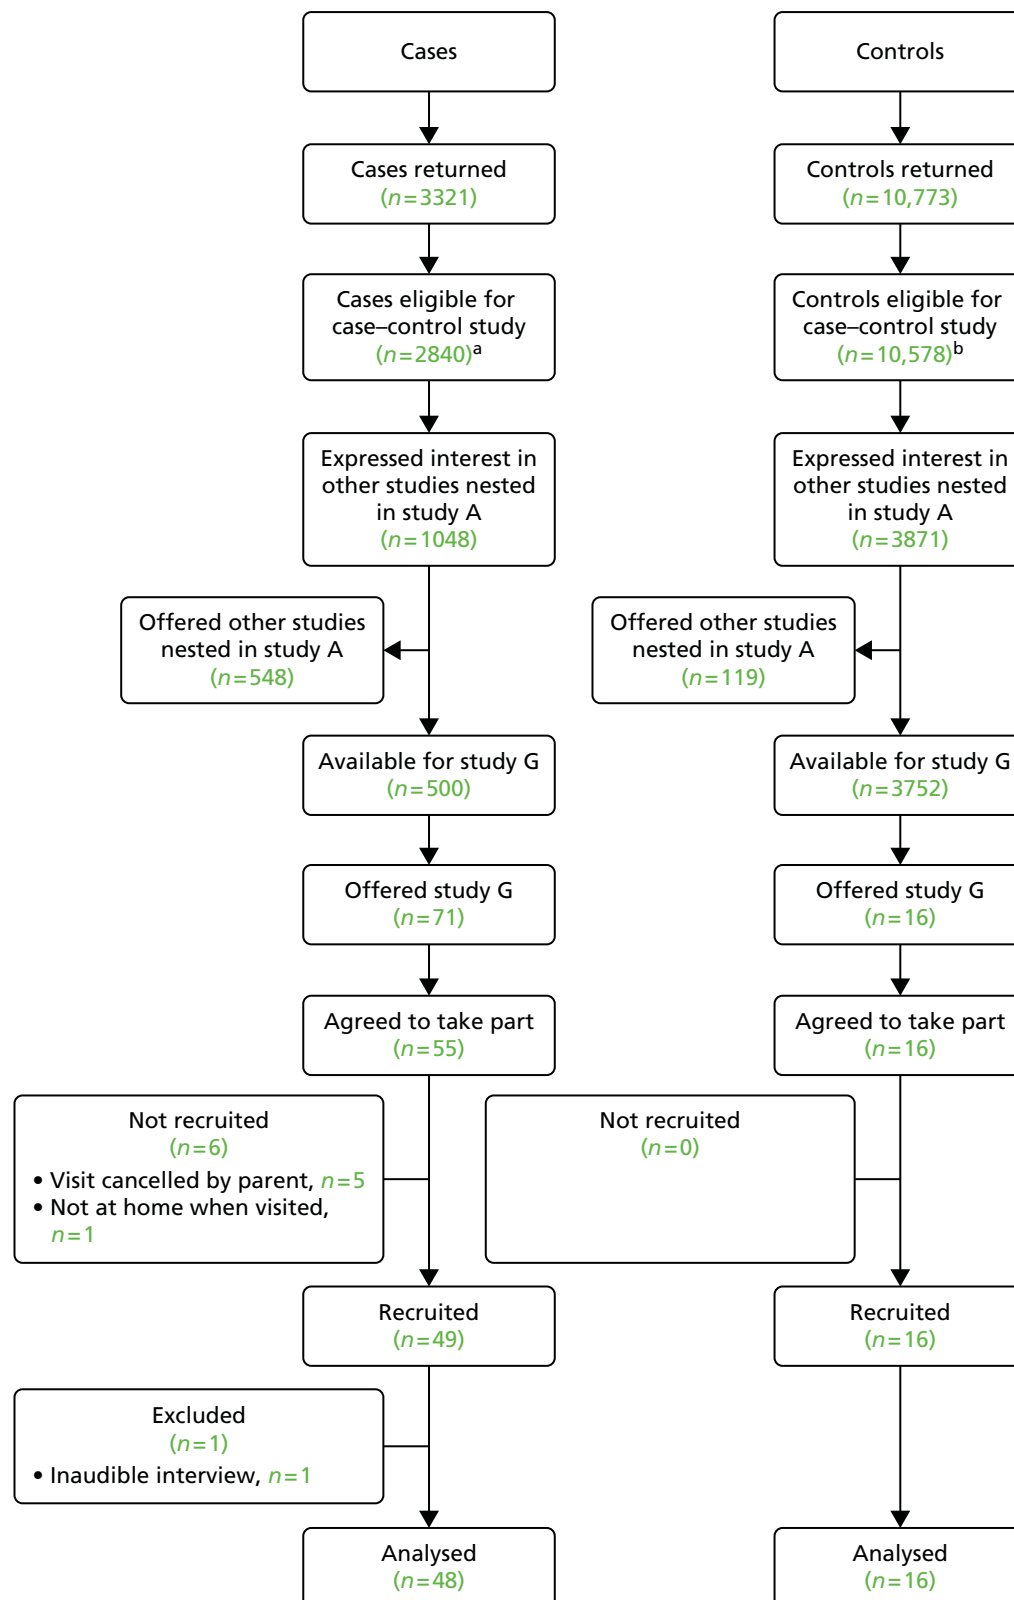 Cases
Cases returned
(n=3321)
Cases eligible for
case–control study
(n=2840)a
Expressed interest in
other studies nested
in study A
(n=1048)
Offered other studies
nested in study A
(n=548)
Available for study G
(n=500)
Offered study G
(n=71)
Agreed to take part
(n=55)
Not recruited
(n=6)
• Visit cancelled by parent, n=5
• Not at home when visited,
n=1
Recruited
(n=49)
Excluded
(n=1)
• Inaudible interview, n=1
Analysed
(n=48)
Controls
Controls returned
(n=10,773)
Controls eligible for
case–control study
(n=10,578)b
Expressed interest in
other studies nested
in study A
(n=3871)
Offered other studies
nested in study A
(n=119)
Available for study G
(n=3752)
Offered study G
(n=16)
Agreed to take part
(n=16)
Not recruited
(n=0)
Recruited
(n=16)
Analysed
(n=16)